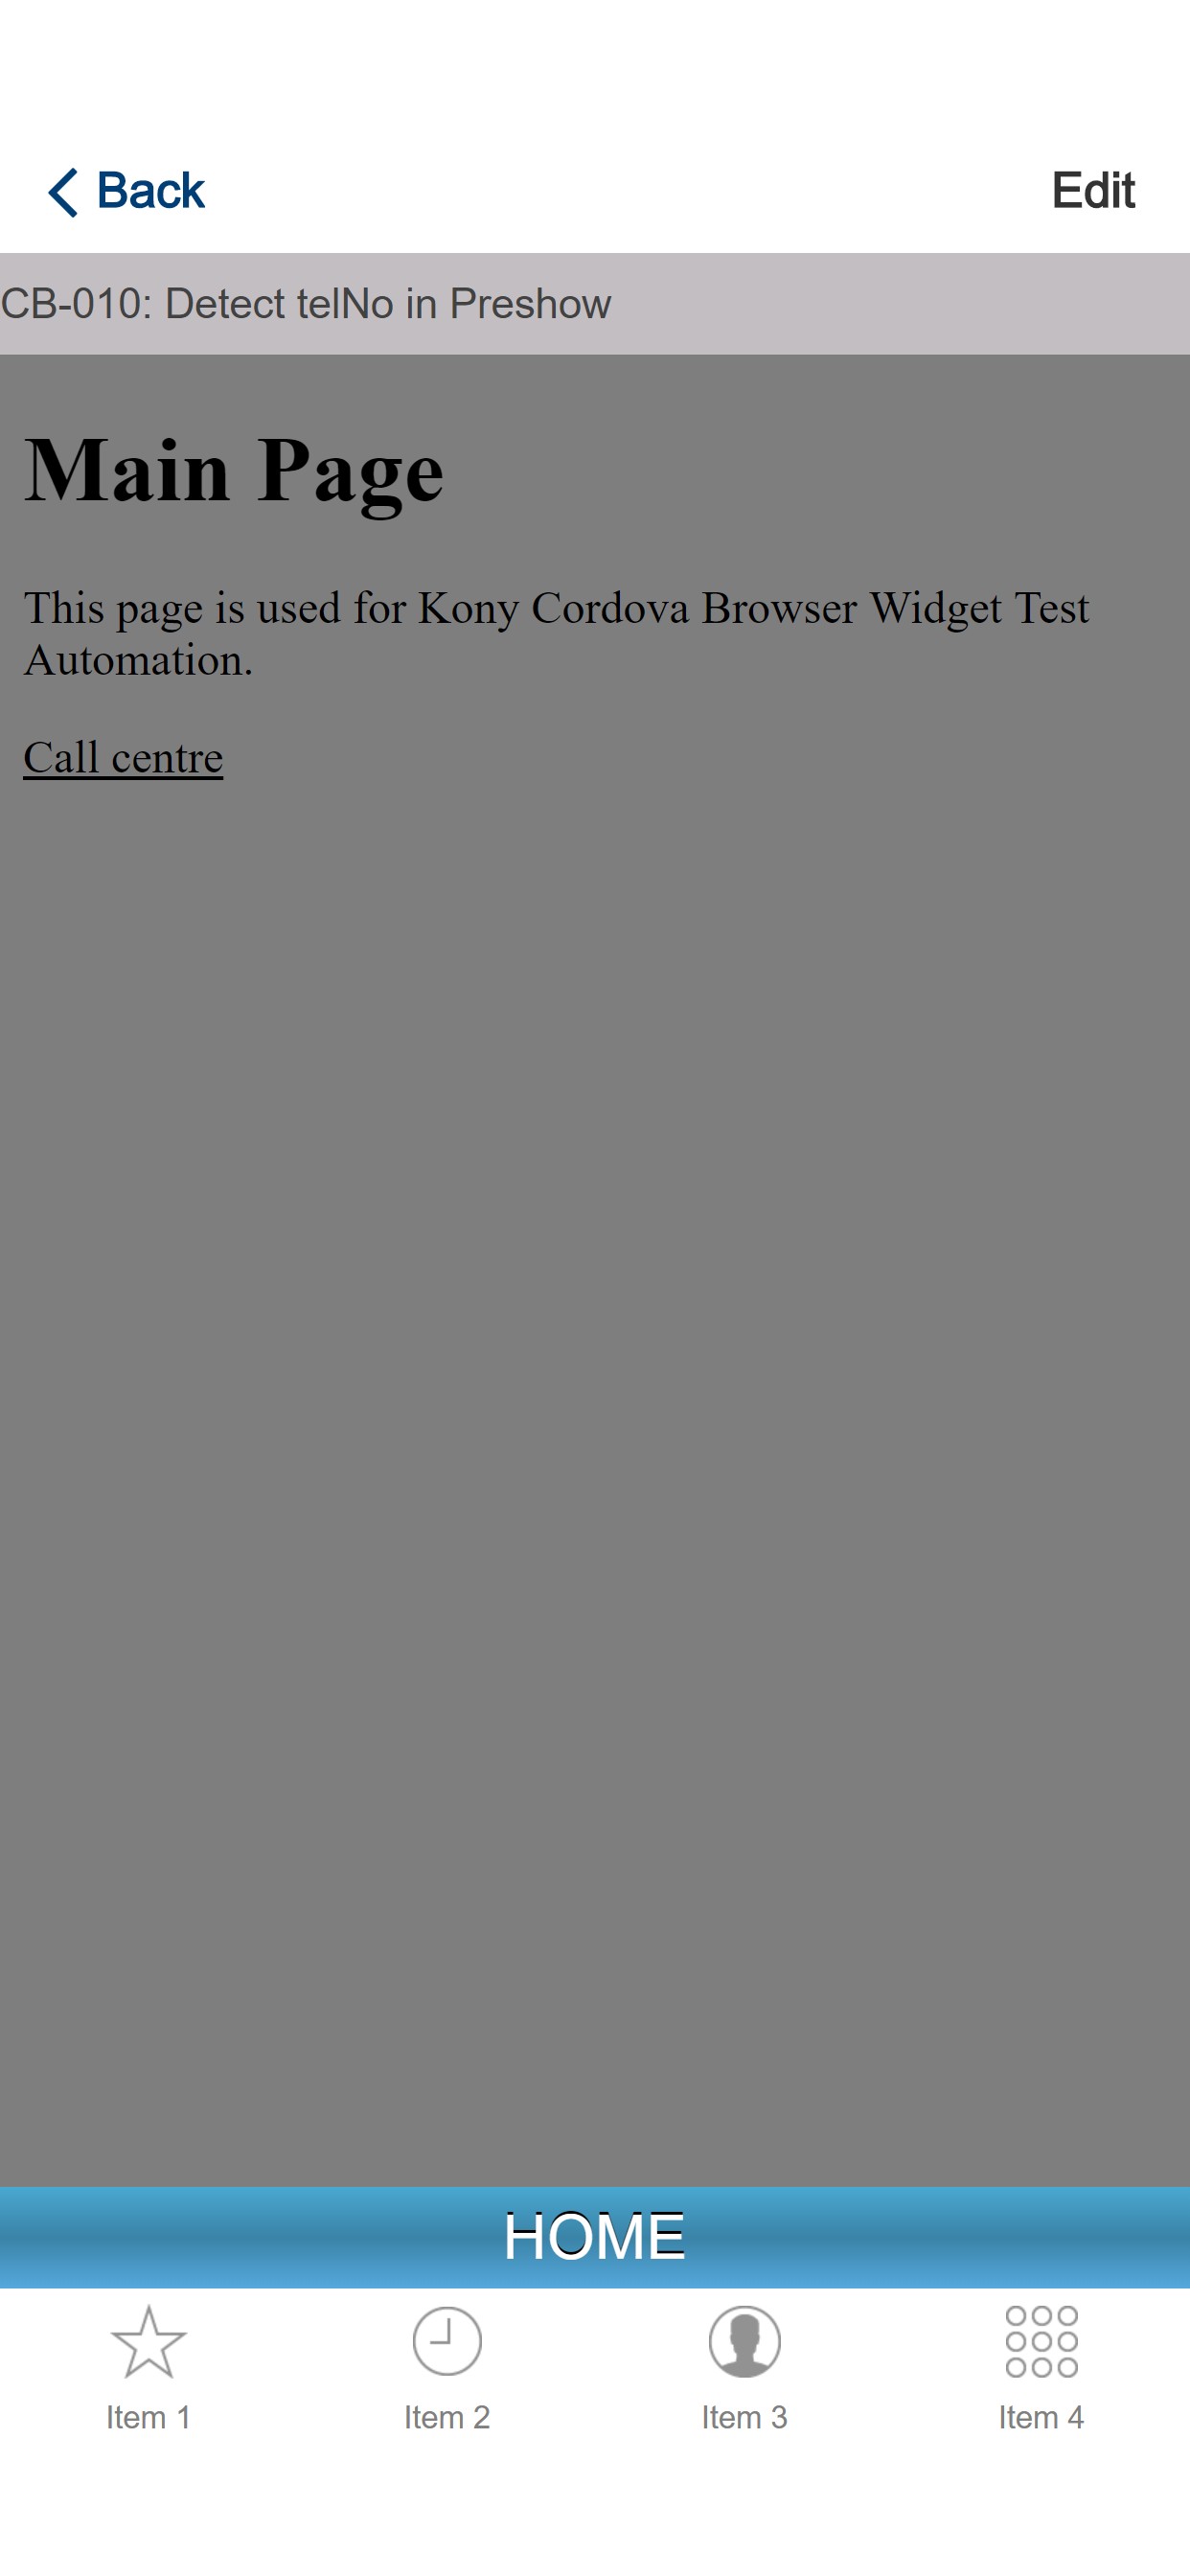 Back
Edit
CB-010: Detect telNo in Preshow
Main Page
This page is used for Kony Cordova Browser Widget Test
Automation.
Call centre
HOME
Item 1
Item 2
Item 3
Item 4